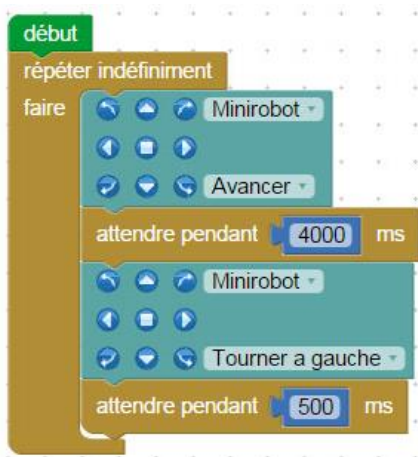 début
répéter indéfiniment
faire Minirobot
Avancer
attendre pendant 4000 ms
Minirobot
Tourner a gauche
attendre pendant 500 ms